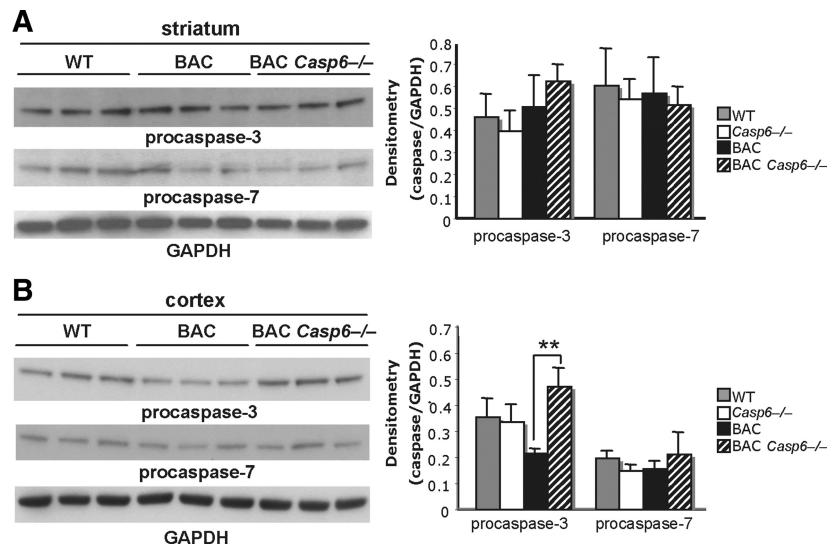 A
striatum
WT BAC BAC Casp6–/–
procaspase-3
procaspase-7
GAPDH
Densitometry
(caspase/GAPDH)
0.8
0.7
0.6
0.5
0.4
0.3
0.2
0.1
0
procaspase-3 procaspase-7
WT
Casp6–/–
BAC
BAC Casp6–/–
B
cortex
WT BAC BAC Casp6–/–
procaspase-3
procaspase-7
GAPDH
Densitometry
(caspase/GAPDH)
0.7
0.6
0.5
0.4
0.3
0.2
0.1
0
**
procaspase-3 procaspase-7
WT
Casp6–/–
BAC
BAC Casp6–/–